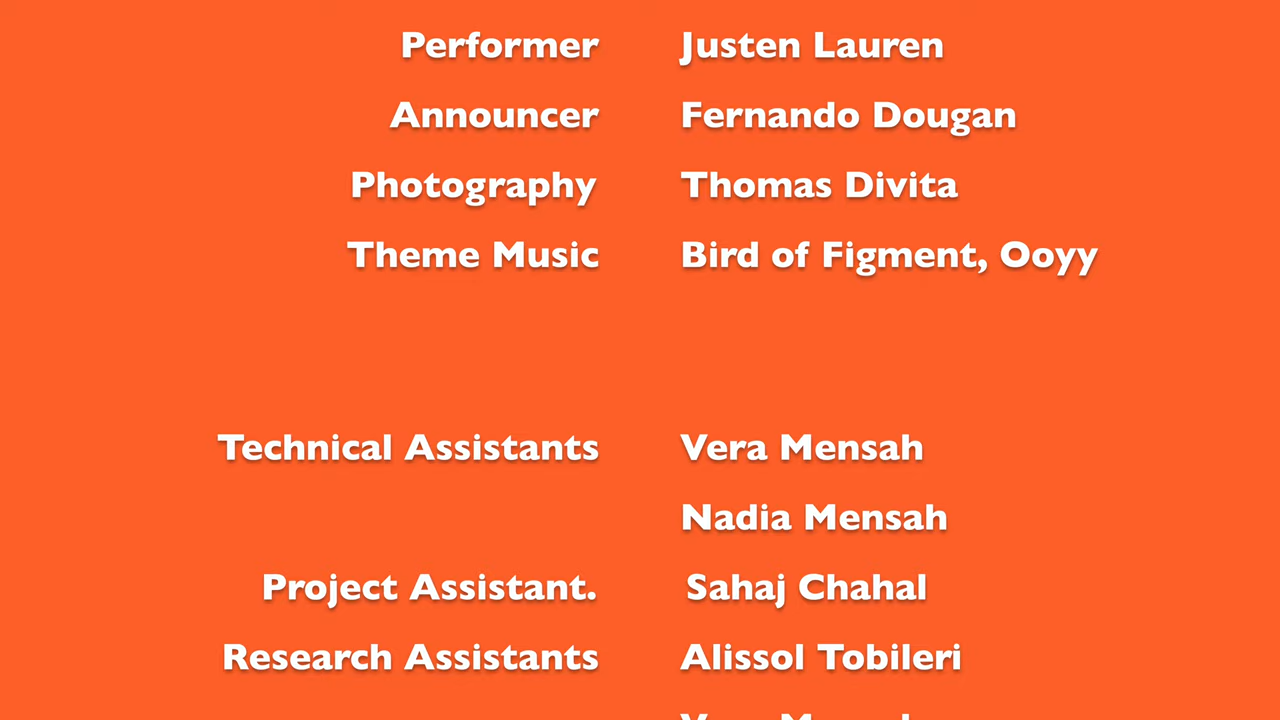 Performer Justen Lauren
Announcer Fernando Dougan
Photography Thomas Divita
Theme Music Bird of Figment, Ooyy
Technical Assistants Vera Mensah
Nadia Mensah
Project Assistant. Sahaj Chahal
Research Assistants Alissol Tobileri